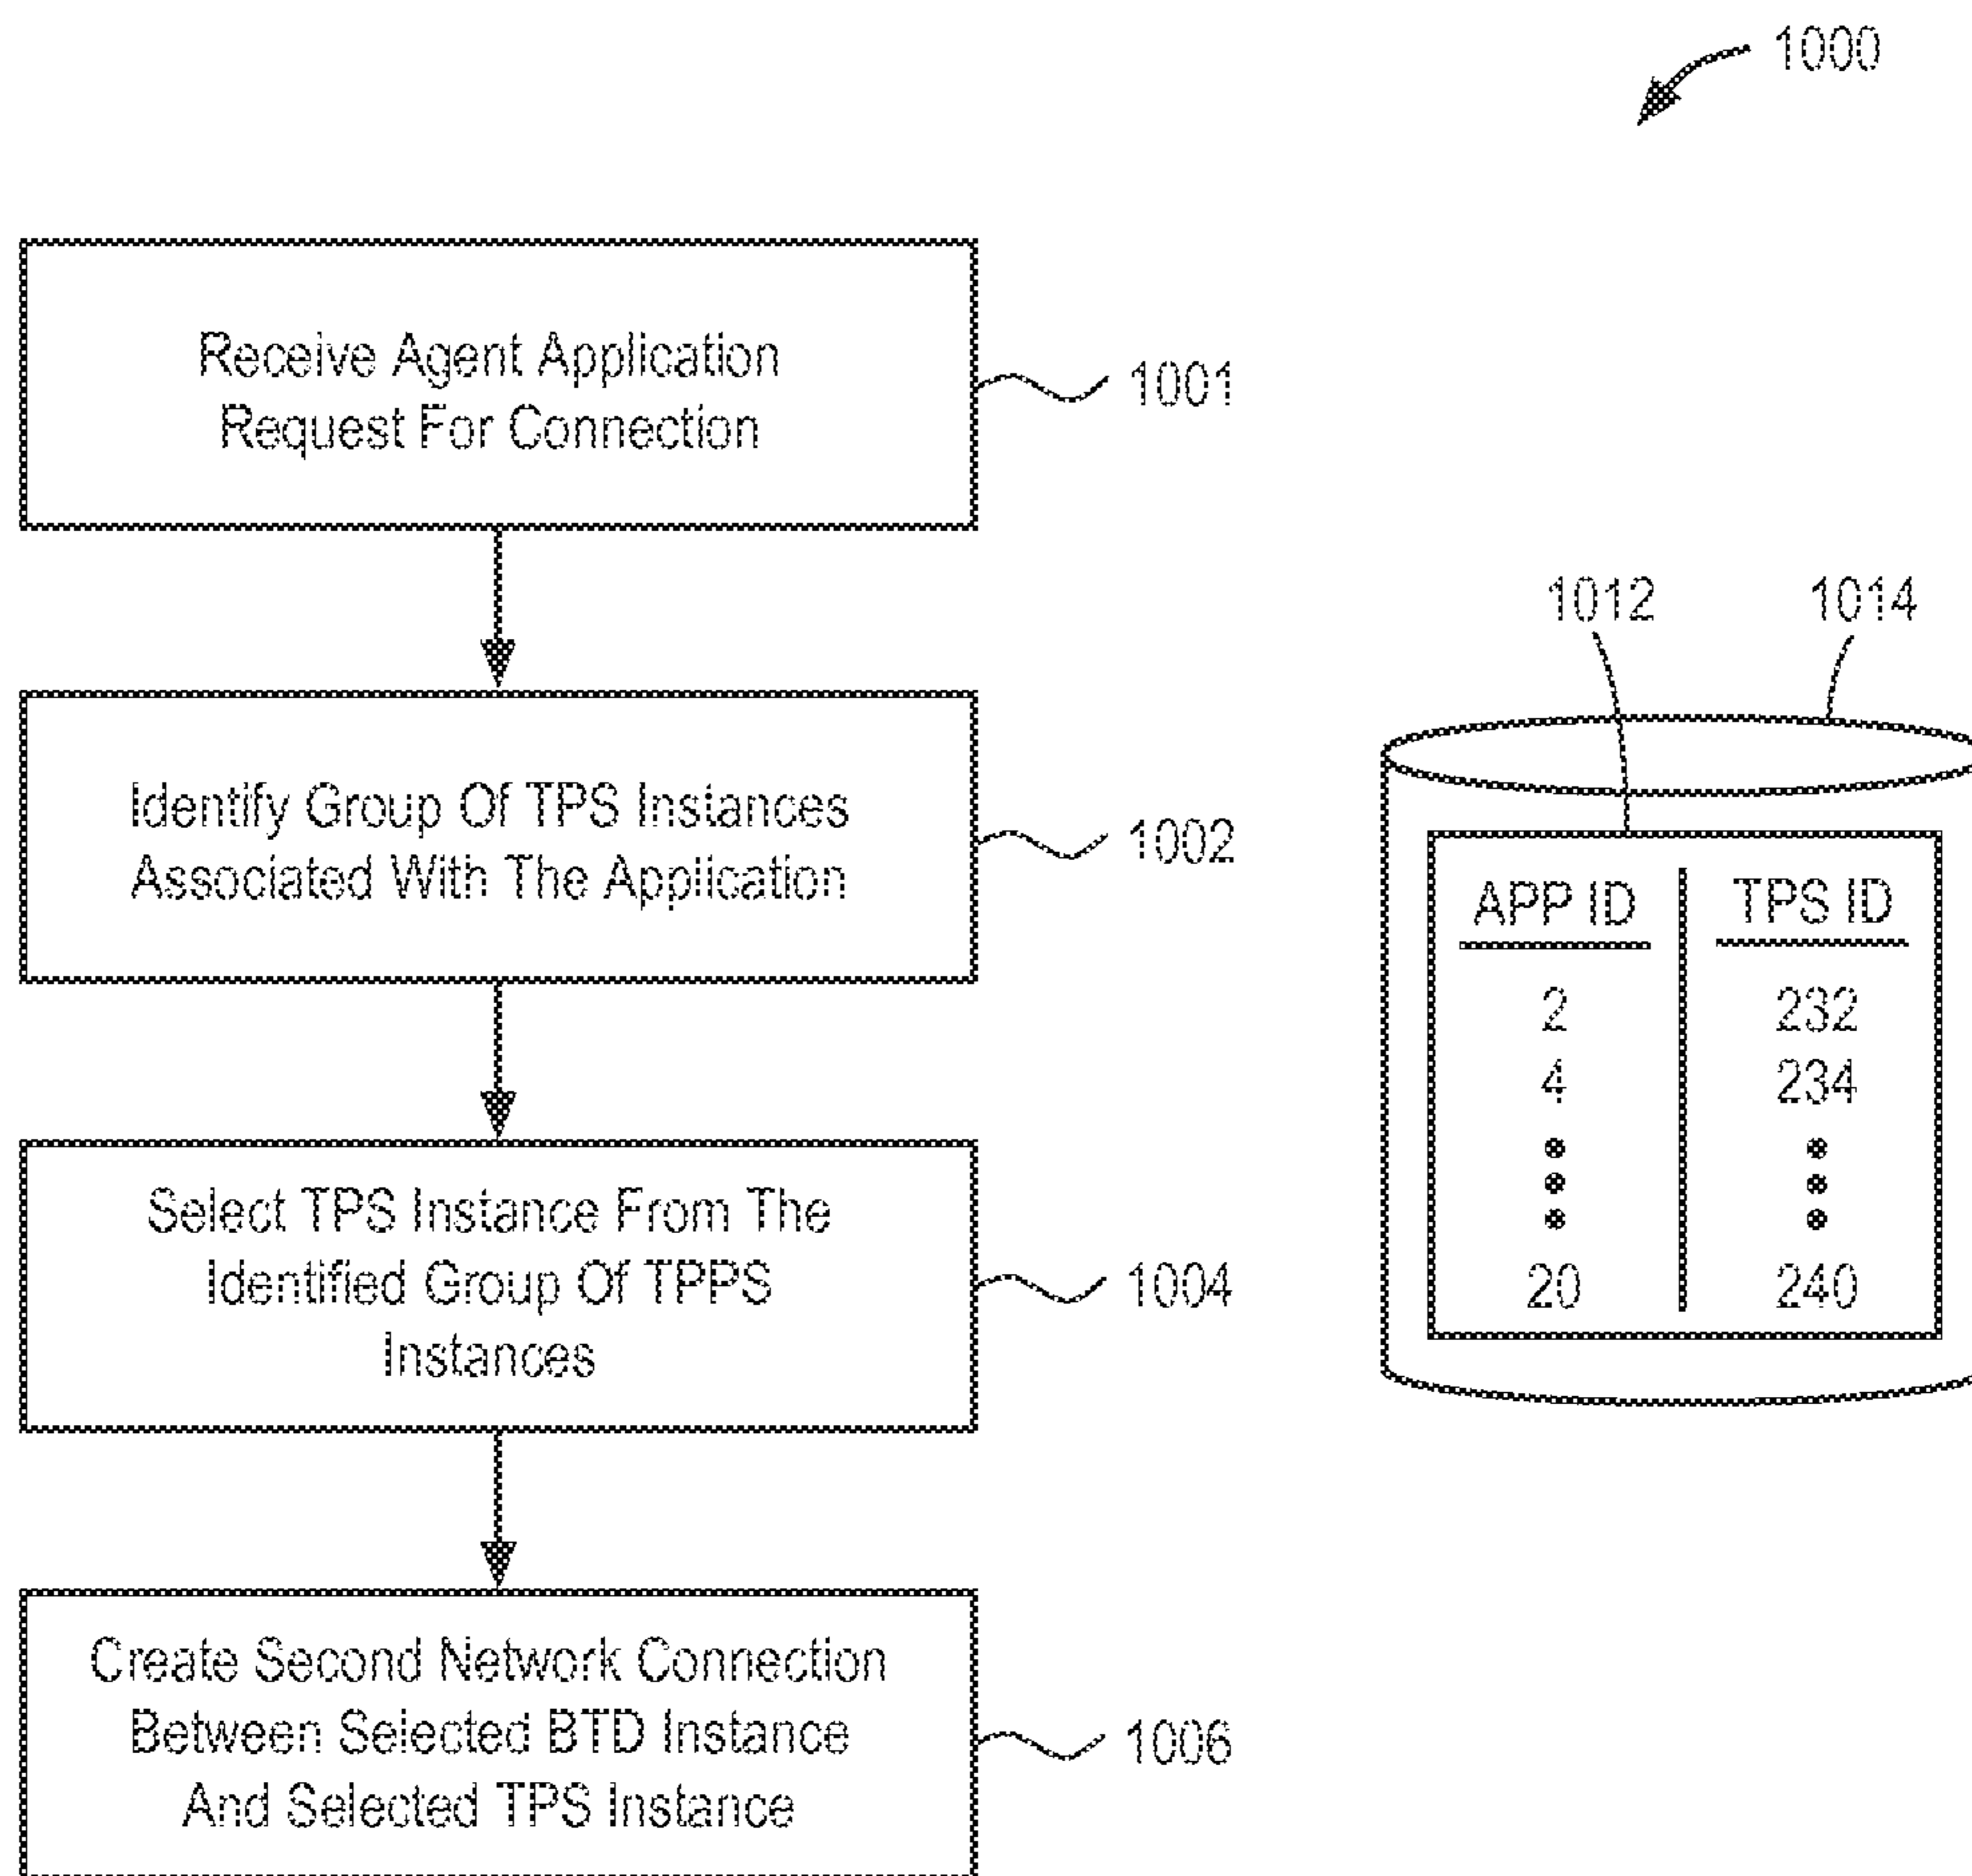 1000
Receive Agent Application
Request For Connection
1001
Identify Group Of TPS Instances
Associated With The Application
1002
Select TPS Instance From The
Identified Group Of TPPS
Instances
1004
Create Second Network Connection
Between Selected BTD Instance
And Selected TPS Instance
1006
1012 1014
APP ID TPS ID
2 232
4 234
20 240